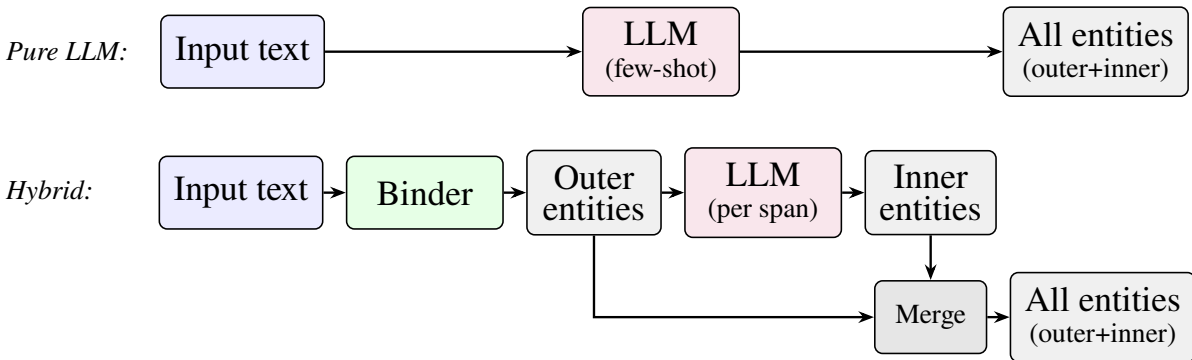 Pure LLM:
Input text
LLM
(few-shot)
All entities
(outer+inner)
Hybrid:
Input text
Binder
Outer
entities
LLM
(per span)
Inner
entities
Merge
All entities
(outer+inner)